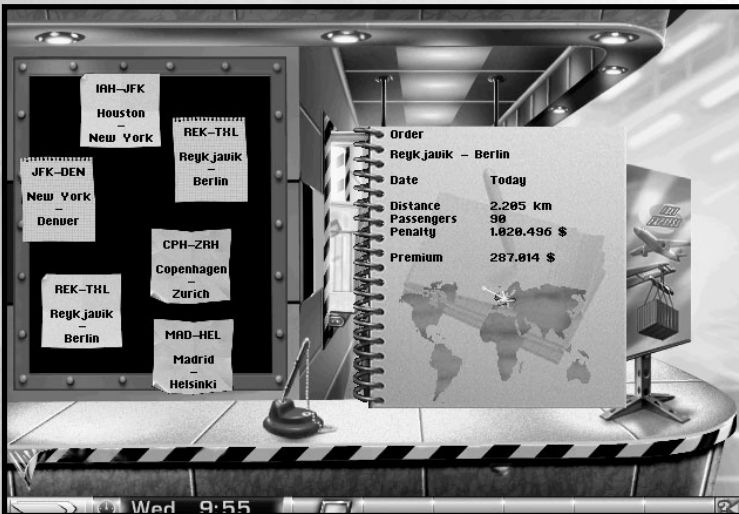 IAH-JFK
Houston
-
New York
REK-TXL
Reykjavik
-
Berlin
JFK-DEN
New York
-
Denver
CPH-ZRH
Copenhagen
-
Zurich
REK-TXL
Reykjavik
-
Berlin
MAD-HEL
Madrid
-
Helsinki
Order
Reykjavik - Berlin
Date Today
Distance 2.205 km
Passengers 90
Penalty 1.020.496 $
Premium 287.014 $
Wed 9:55
?